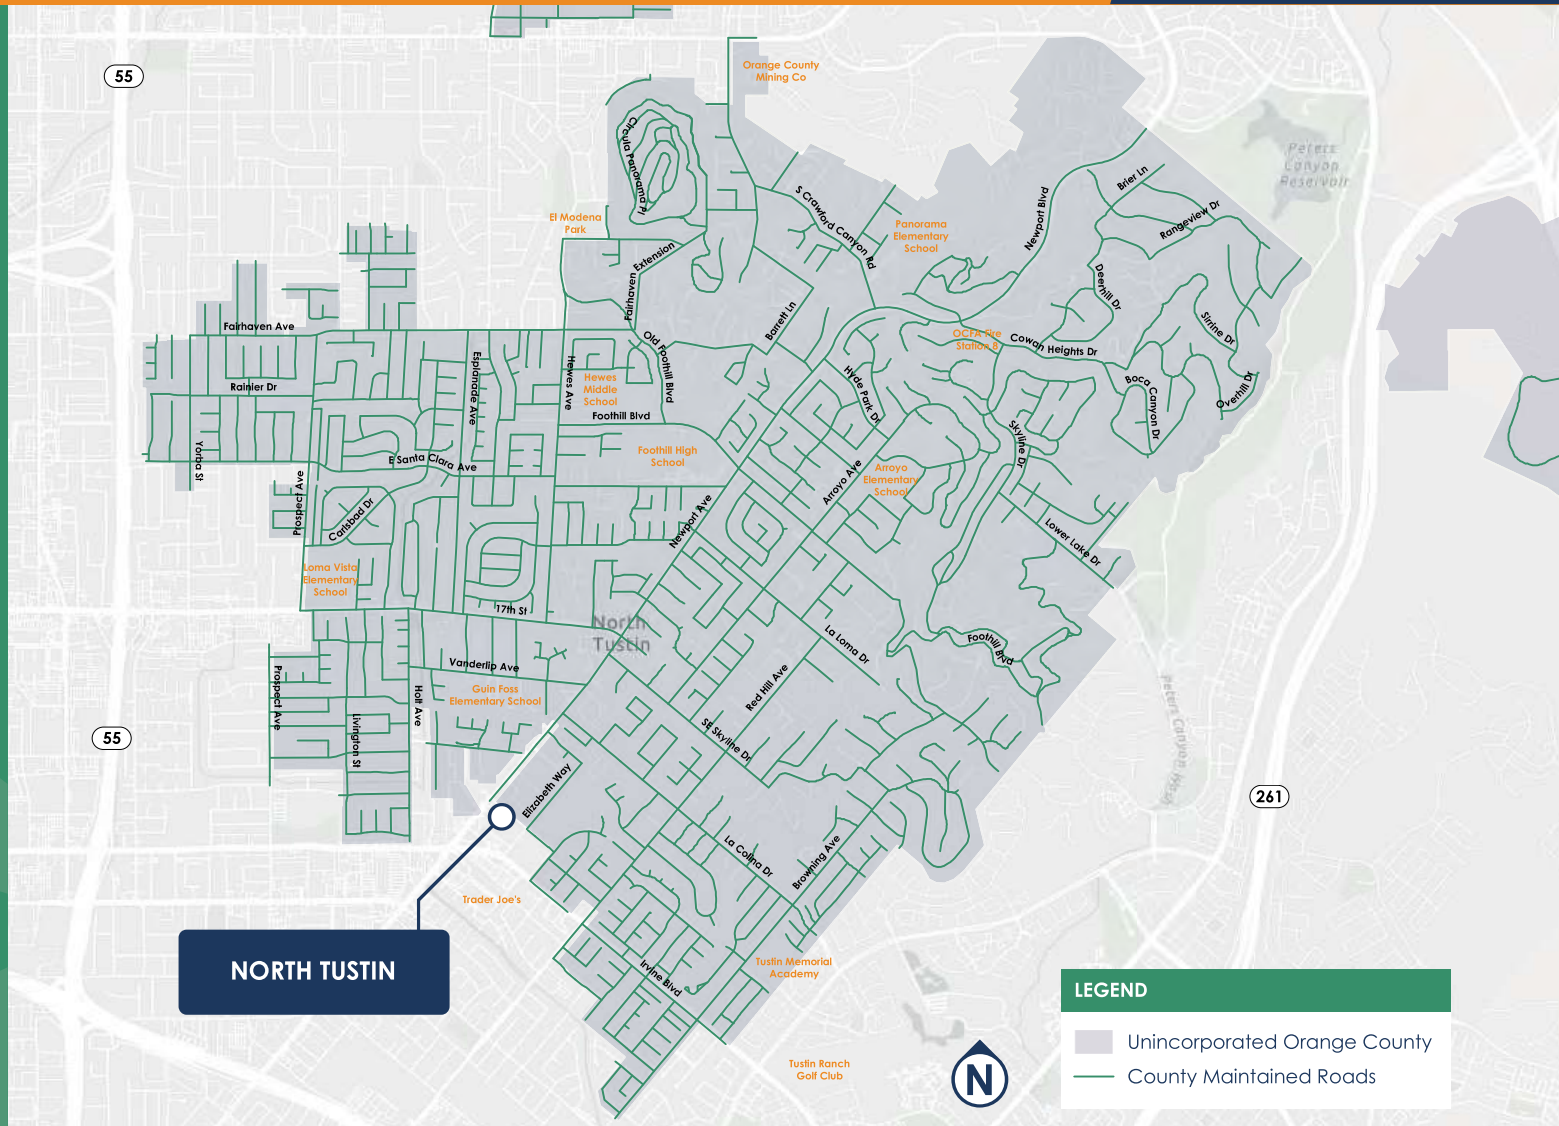 Orange County
Mining Co
55
Peters
Canyon
Reservoir
Circula Panorama Pl
Brier Ln
Rangeview Dr
S Crawford Canyon Rd
Newport Blvd
El Modena
Park
Panorama
Elementary
School
Fairhaven Extension
Deerhill Dr
Barrett Ln
Sirrine Dr
Fairhaven Ave
OCFA Fire
Station 8
Cowan Heights Dr
Old Foothill Blvd
Esplanade Ave
Hewes Ave
Hewes
Middle
School
Hyde Park Dr
Boca Canyon Dr
Overhill Dr
Rainier Dr
Foothill Blvd
Skyline Dr
Yorba St
E Santa Clara Ave
Foothill High
School
Arroyo Ave
Arroyo
Elementary
School
Prospect Ave
Carlsbad Dr
Newport Ave
Lower Lake Dr
Loma Vista
Elementary
School
17th St
North
Tustin
La Loma Dr
Foothill Blvd
Vanderlip Ave
Prospect Ave
Holt Ave
Guin Foss
Elementary School
Red Hill Ave
Peters Canyon Wash
Livington St
SE Skyline Dr
55
Elizabeth Way
261
La Colina Dr
Browning Ave
Trader Joe's
NORTH TUSTIN
Irvine Blvd
Tustin Memorial
Academy
Tustin Ranch
Golf Club
N
LEGEND
Unincorporated Orange County
County Maintained Roads